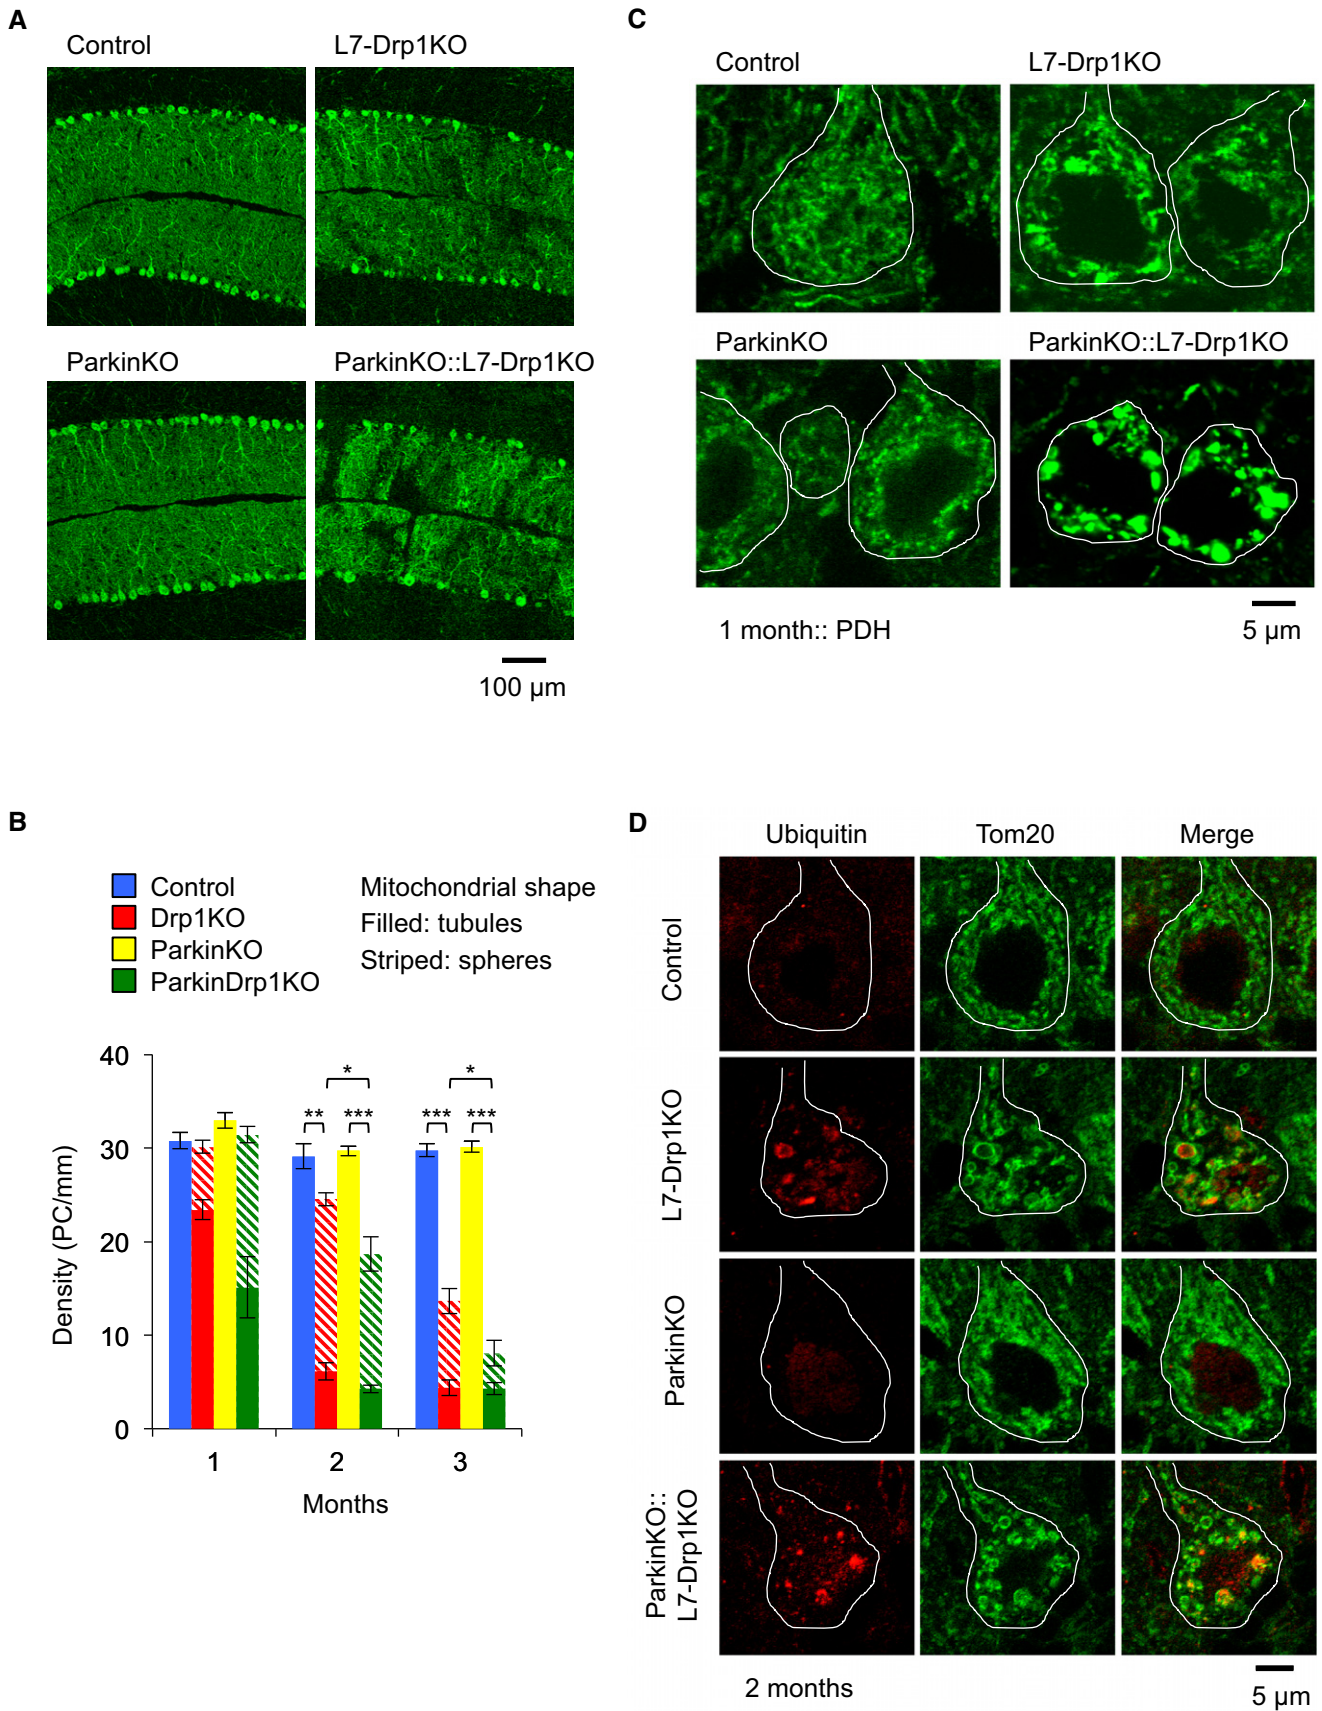 A
Control
L7-Drp1KO
ParkinKO
ParkinKO::L7-Drp1KO
100 µm
B
Control
Drp1KO
ParkinKO
ParkinDrp1KO
Mitochondrial shape
Filled: tubules
Striped: spheres
Density (PC/mm)
40
30
20
10
0
*
*
**
***
***
***
1
2
3
Months
C
Control
L7-Drp1KO
ParkinKO
ParkinKO::L7-Drp1KO
1 month:: PDH
5 µm
D
Ubiquitin
Tom20
Merge
Control
L7-Drp1KO
ParkinKO
ParkinKO::
L7-Drp1KO
2 months
5 µm